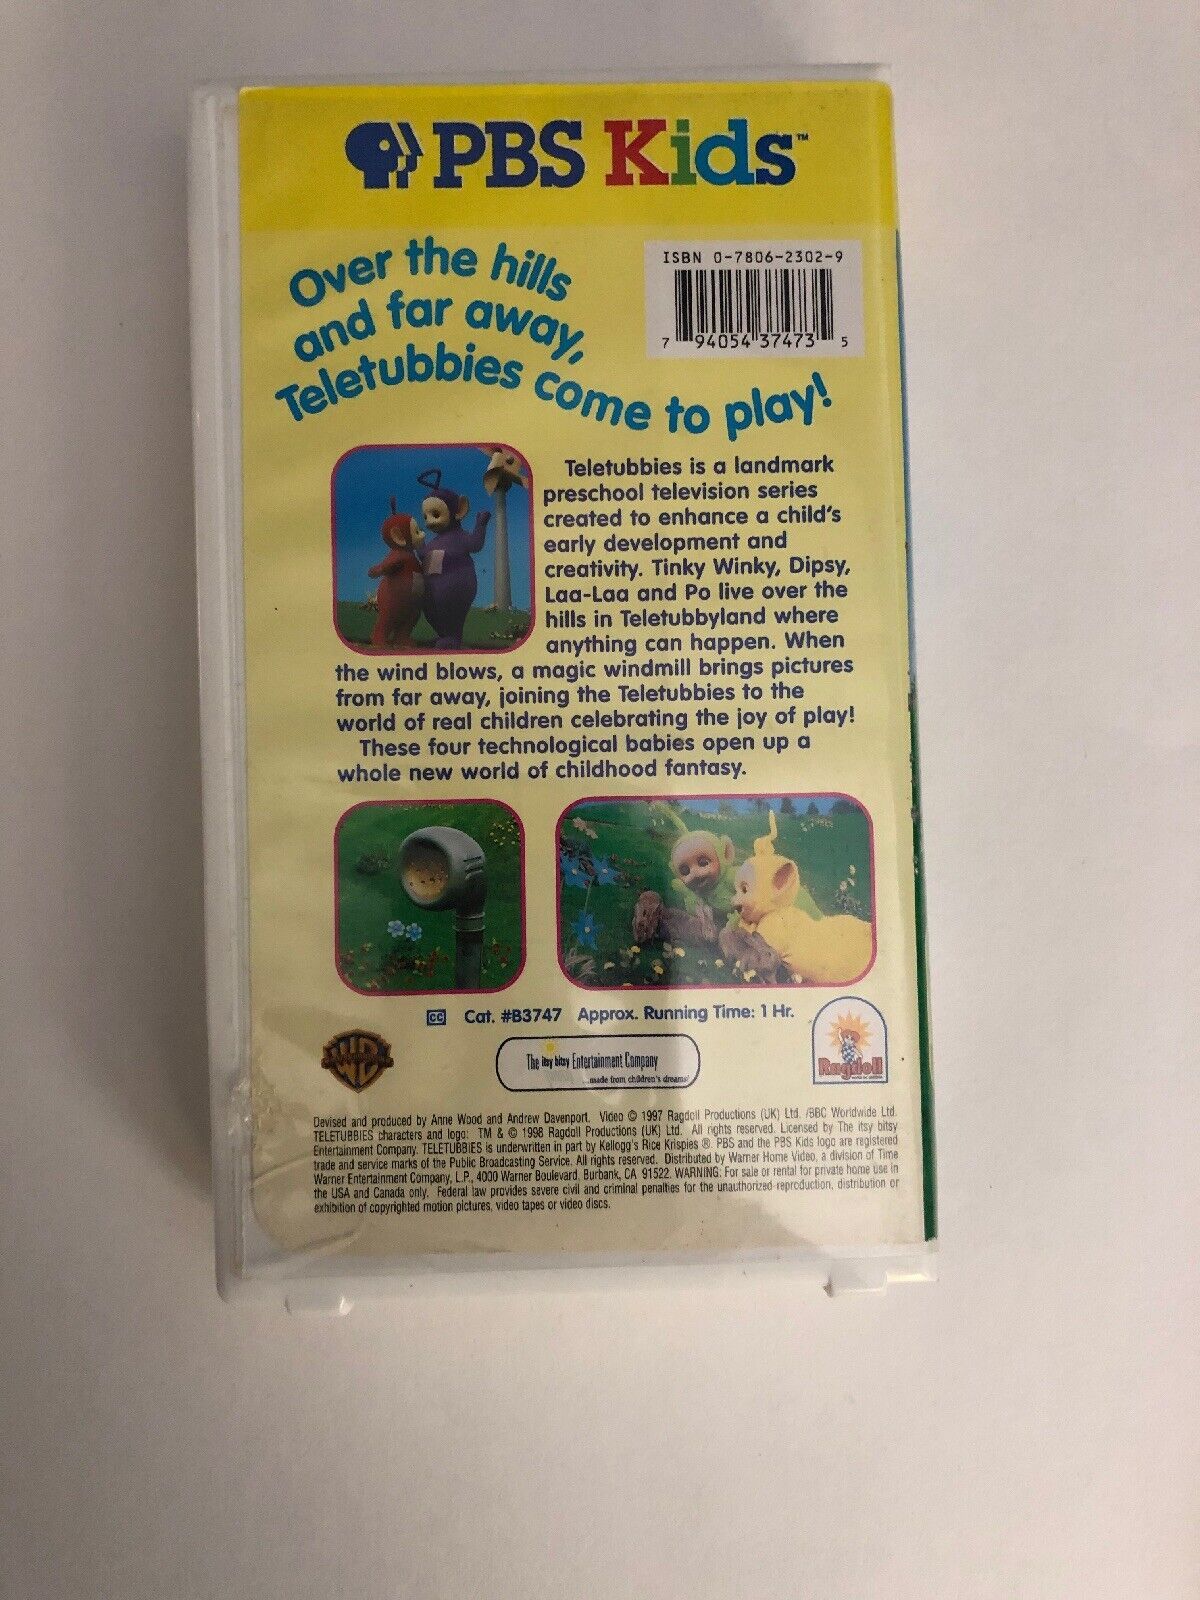 PBS Kids™
ISBN 0-7806-2302-9
7 94054 37473 5
Over the hills
and far away,
Teletubbies come to play!
Teletubbies is a landmark
preschool television series
created to enhance a child's
early development and
creativity. Tinky Winky, Dipsy,
Laa-Laa and Po live over the
hills in Teletubbyland where
anything can happen. When
the wind blows, a magic windmill brings pictures
from far away, joining the Teletubbies to the
world of real children celebrating the joy of play!
These four technological babies open up a
whole new world of childhood fantasy.
CC Cat. #B3747 Approx. Running Time: 1 Hr.
WB
The itsy bitsy Entertainment Company
...made from children's dreams!
Ragdoll
Devised and produced by Anne Wood and Andrew Davenport. Video © 1997 Ragdoll Productions (UK) Ltd. /BBC Worldwide Ltd.
TELETUBBIES characters and logo: TM & © 1998 Ragdoll Productions (UK) Ltd. All rights reserved. Licensed by The itsy bitsy
Entertainment Company. TELETUBBIES is underwritten in part by Kellogg's Rice Krispies ®. PBS and the PBS Kids logo are registered
trade and service marks of the Public Broadcasting Service. All rights reserved. Distributed by Warner Home Video, a division of Time
Warner Entertainment Company, L.P., 4000 Warner Boulevard, Burbank, CA 91522. WARNING: For sale or rental for private home use in
the USA and Canada only. Federal law provides severe civil and criminal penalties for the unauthorized reproduction, distribution or
exhibition of copyrighted motion pictures, video tapes or video discs.